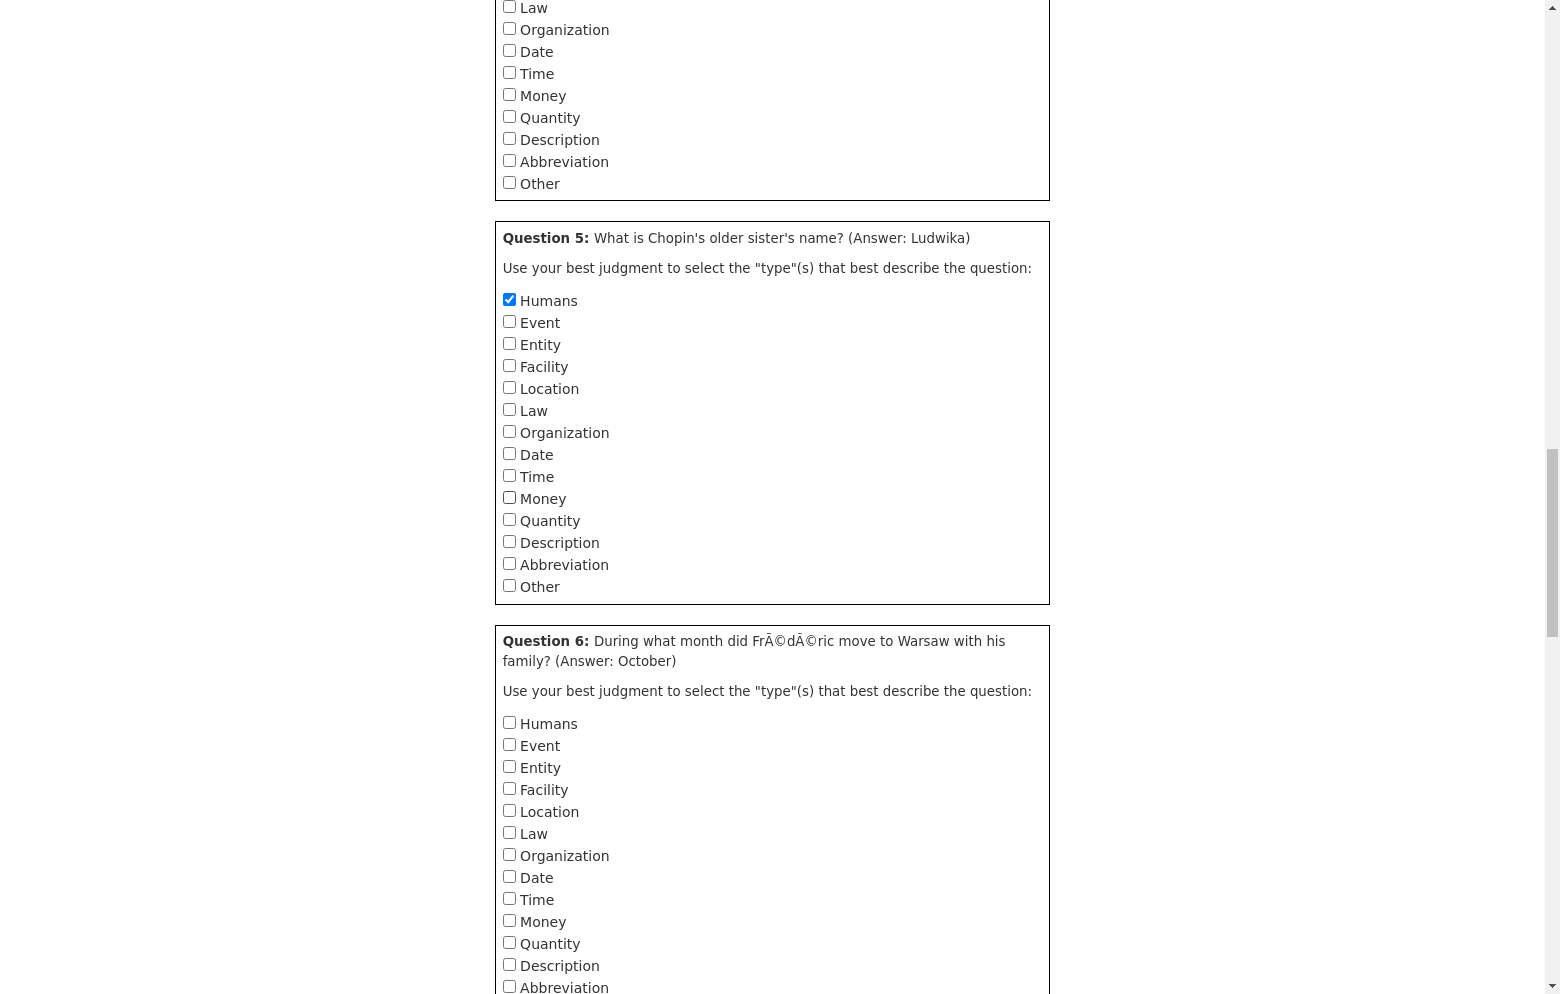 Law
Organization
Date
Time
Money
Quantity
Description
Abbreviation
Other
Question 5: What is Chopin's older sister's name? (Answer: Ludwika)
Use your best judgment to select the "type"(s) that best describe the question:
Humans
Event
Entity
Facility
Location
Law
Organization
Date
Time
Money
Quantity
Description
Abbreviation
Other
Question 6: During what month did FrÃ©dÃ©ric move to Warsaw with his
family? (Answer: October)
Use your best judgment to select the "type"(s) that best describe the question:
Humans
Event
Entity
Facility
Location
Law
Organization
Date
Time
Money
Quantity
Description
Abbreviation